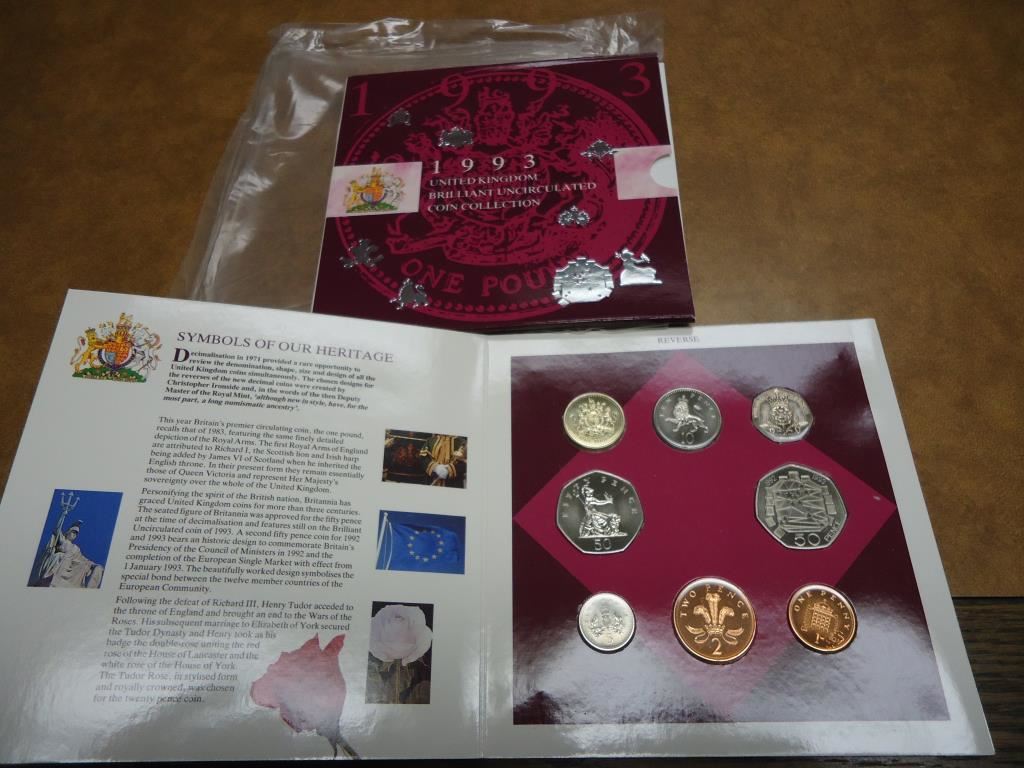 1 9 9 3
1 9 9 3
UNITED KINGDOM
BRILLIANT UNCIRCULATED
COIN COLLECTION
ONE POUN
SYMBOLS OF OUR HERITAGE
Decimalisation in 1971 provided a rare opportunity to
review the denomination, shape, size and design of all the
United Kingdom coins simultaneously. The chosen designs for
the reverses of the new decimal coins were created by
Christopher Ironside and, in the words of the then Deputy
Master of the Royal Mint, 'although new in style, have, for the
most part, a long numismatic ancestry'.
This year Britain's premier circulating coin, the one pound,
recalls that of 1983, featuring the same finely detailed
depiction of the Royal Arms. The first Royal Arms of England
are attributed to Richard I, the Scottish lion and Irish harp
being added by James VI of Scotland when he inherited the
English throne. In their present form they remain essentially
those of Queen Victoria and represent Her Majesty's
sovereignty over the whole of the United Kingdom.
Personifying the spirit of the British nation, Britannia has
graced United Kingdom coins for more than three centuries.
The seated figure of Britannia was approved for the fifty pence
at the time of decimalisation and features still on the Brilliant
Uncirculated coin of 1993. A second fifty pence coin for 1992
and 1993 bears an historic design to commemorate Britain's
Presidency of the Council of Ministers in 1992 and the
completion of the European Single Market with effect from
1 January 1993. The beautifully worked design symbolises the
special bond between the twelve member countries of the
European Community.
Following the defeat of Richard III, Henry Tudor acceded to
the throne of England and brought an end to the Wars of the
Roses. His subsequent marriage to Elizabeth of York secured
the Tudor Dynasty and Henry took as his
badge the double-rose uniting the red
rose of the House of Lancaster and the
white rose of the House of York.
The Tudor Rose, in stylised form
and royally crowned, was chosen
for the twenty pence coin.
REVERSE
10
FIFTY PENCE
50
50
PENCE
TWO PENCE
2
ONE PENNY
1